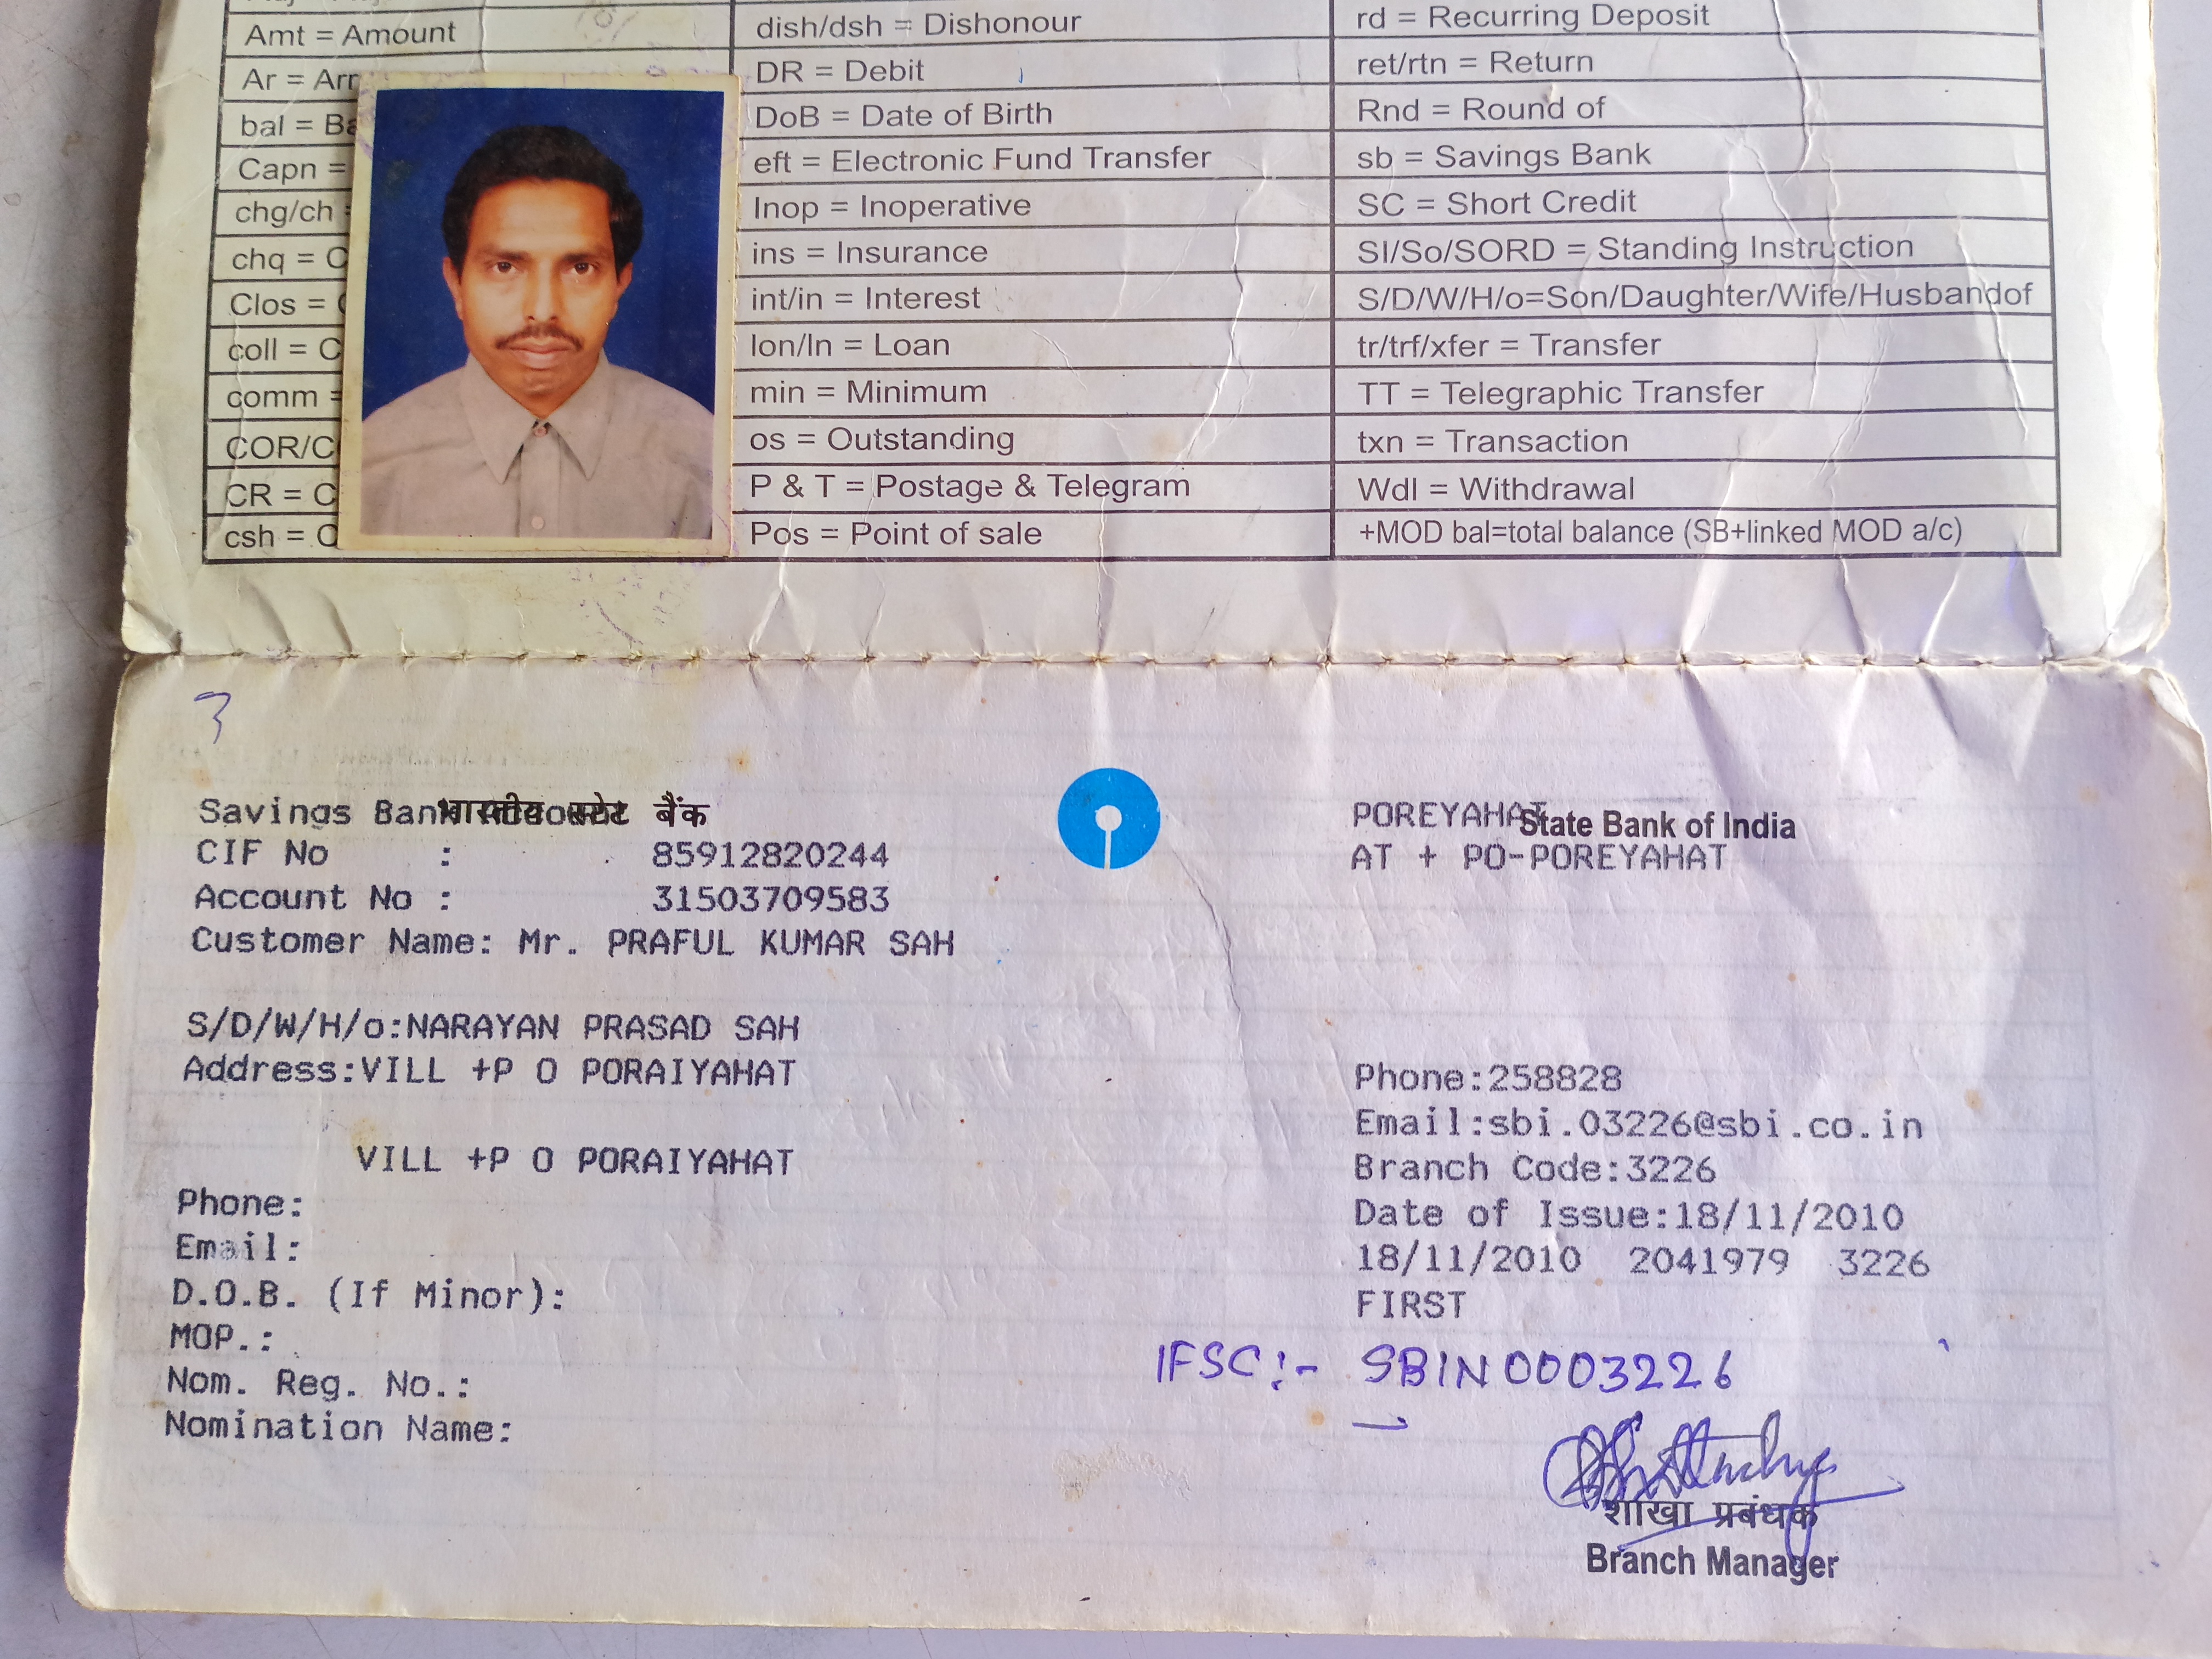 Amt = Amount
Ar = Arr
bal = Ba
Capn =
chg/ch
chq = C
Clos =
coll = C
comm =
COR/C
CR = C
csh = C
dish/dsh = Dishonour
DR = Debit
DoB = Date of Birth
eft = Electronic Fund Transfer
Inop = Inoperative
ins = Insurance
int/in = Interest
lon/ln = Loan
min = Minimum
os = Outstanding
P & T = Postage & Telegram
Pos = Point of sale
rd = Recurring Deposit
ret/rtn = Return
Rnd = Round of
sb = Savings Bank
SC = Short Credit
SI/So/SORD = Standing Instruction
S/D/W/H/o=Son/Daughter/Wife/Husbandof
tr/trf/xfer = Transfer
TT = Telegraphic Transfer
txn = Transaction
Wdl = Withdrawal
+MOD bal=total balance (SB+linked MOD a/c)
Savings Bank Account
भारतीय स्टेट बैंक
CIF No : 85912820244
Account No : 31503709583
Customer Name: Mr. PRAFUL KUMAR SAH
S/D/W/H/o:NARAYAN PRASAD SAH
Address:VILL +P O PORAIYAHAT
VILL +P O PORAIYAHAT
Phone:
Email:
D.O.B. (If Minor):
MOP.:
Nom. Reg. No.:
Nomination Name:
POREYAHAT
State Bank of India
AT + PO-POREYAHAT
Phone:258828
Email:sbi.03226@sbi.co.in
Branch Code:3226
Date of Issue:18/11/2010
18/11/2010 2041979 3226
FIRST
IFSC:- SBIN0003226
शाखा प्रबंधक
Branch Manager